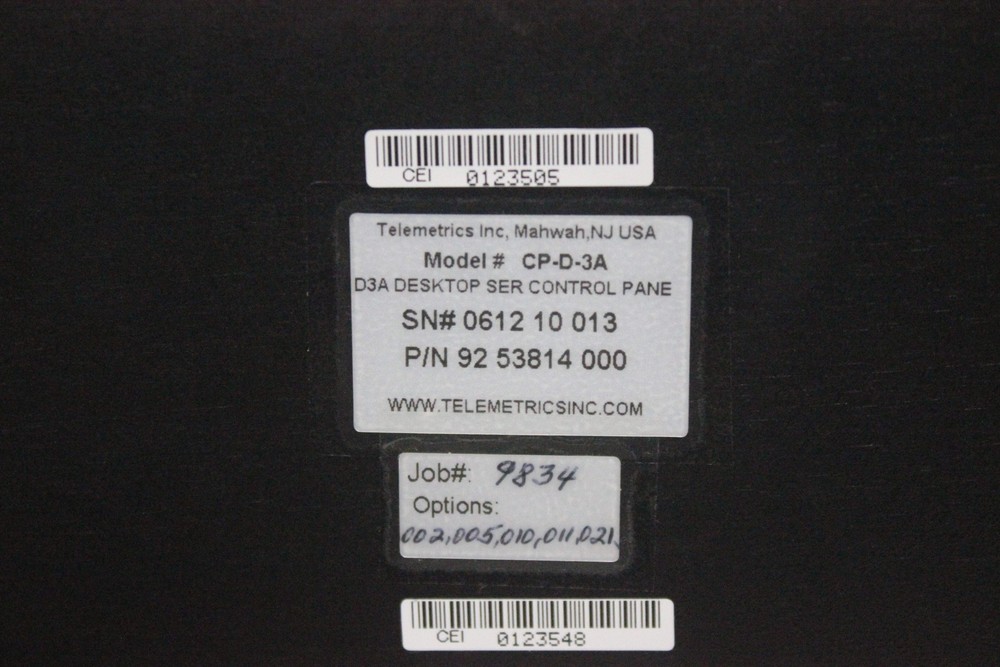 CEI 0123505
Telemetrics Inc, Mahwah,NJ USA
Model # CP-D-3A
D3A DESKTOP SER CONTROL PANE
SN# 0612 10 013
P/N 92 53814 000
WWW.TELEMETRICSINC.COM
Job#: 9834
Options:
002,005,010,011,021,
CEI 0123548